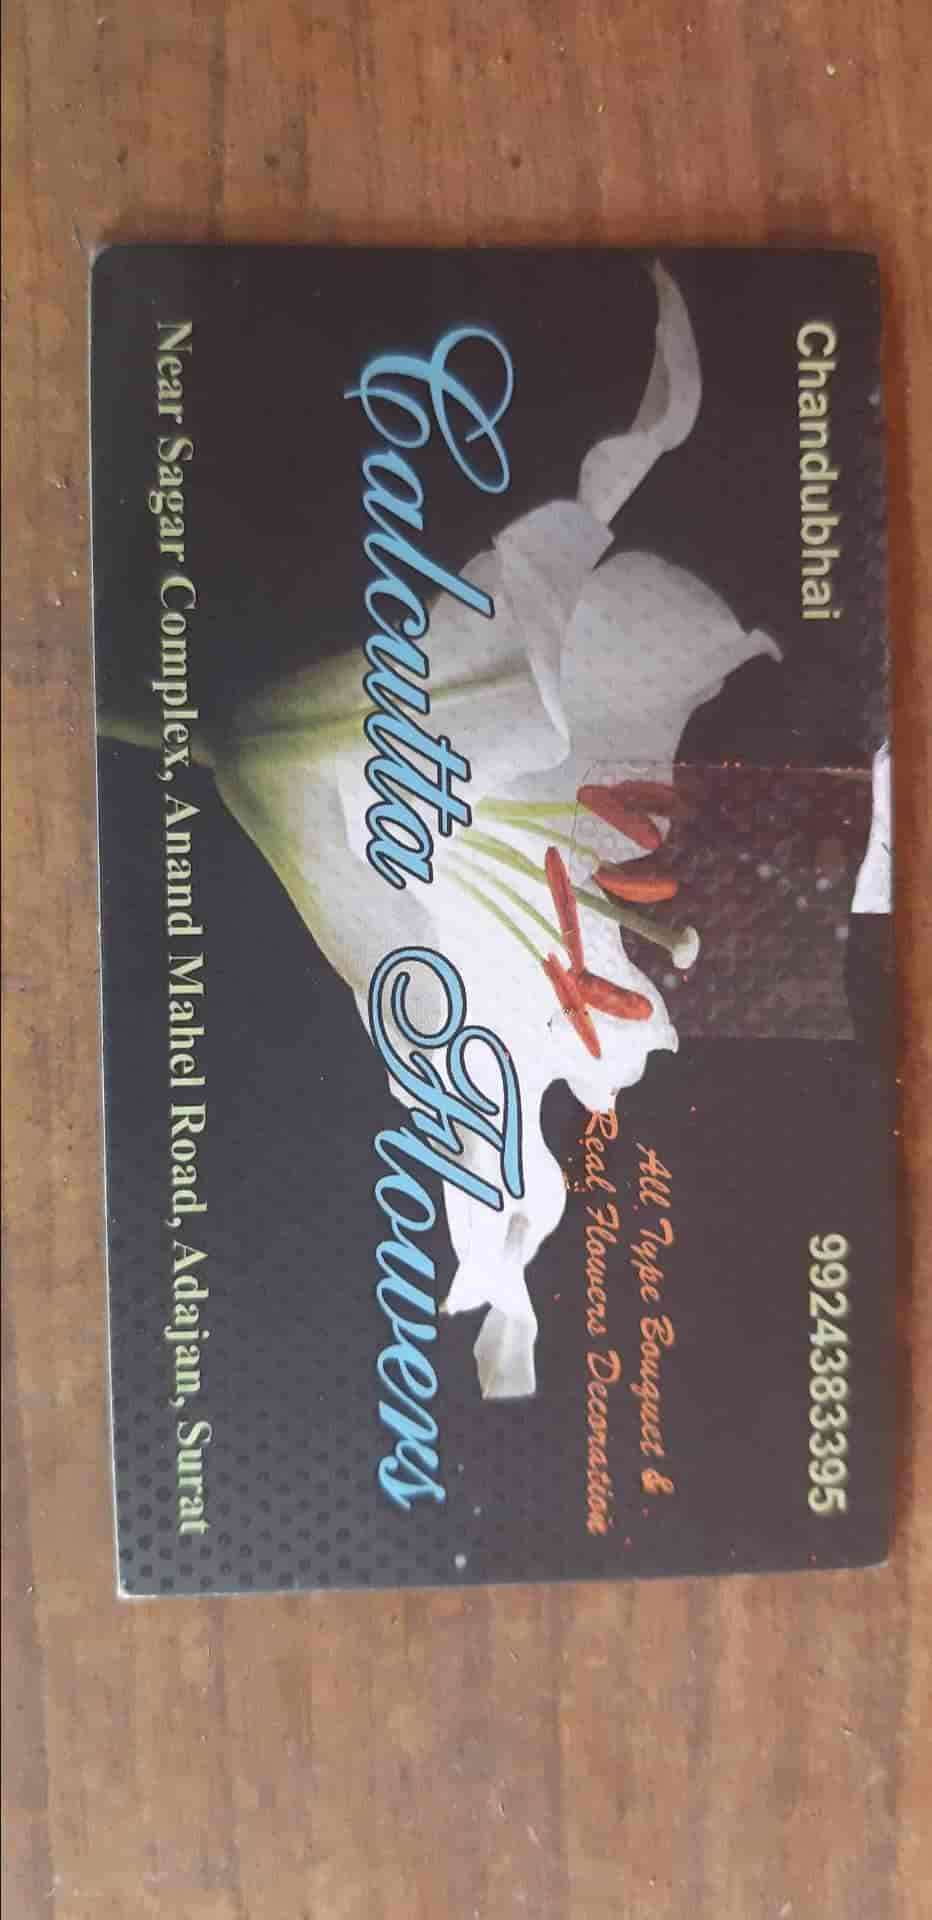 Chandubhai 9924383395
All Type Bouquet &
Real Flowers Decoration
Calcutta Flowers
Near Sagar Complex, Anand Mahel Road, Adajan, Surat